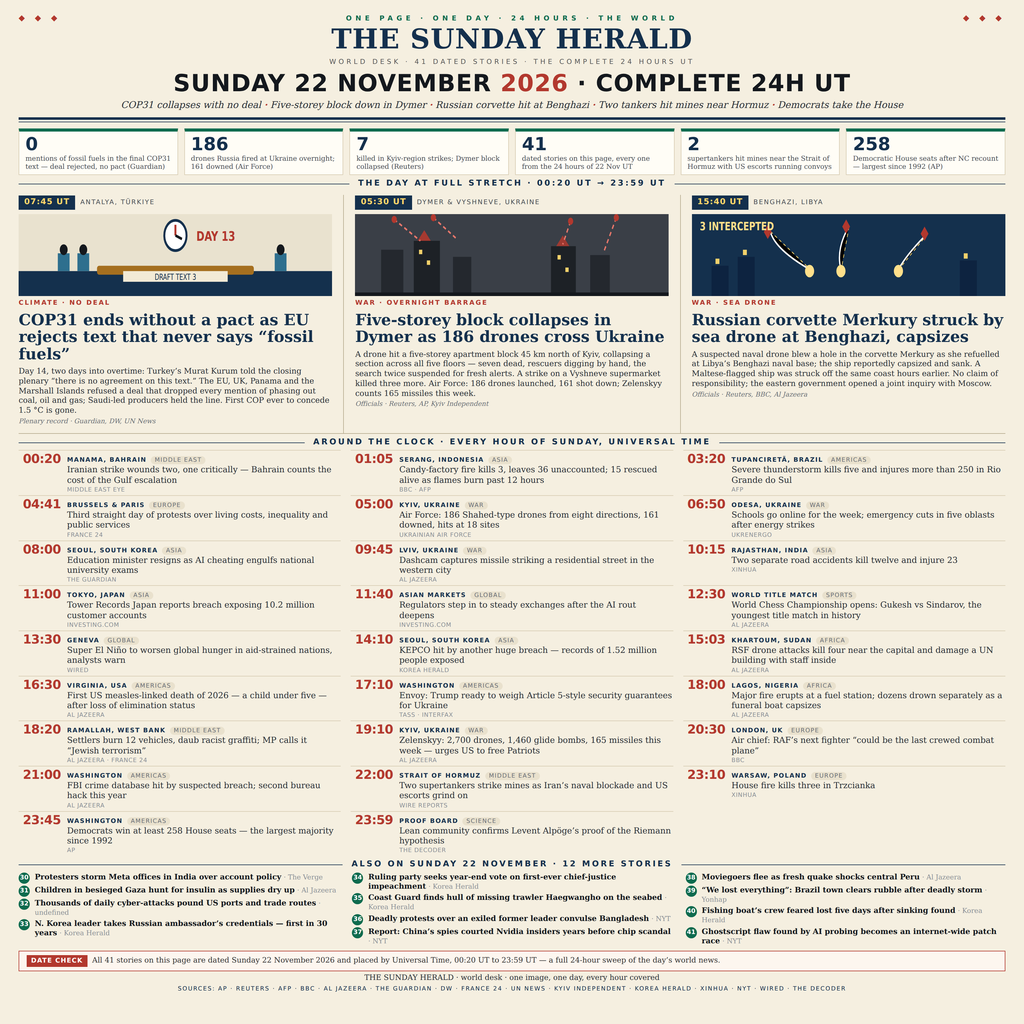 ONE PAGE · ONE DAY · 24 HOURS · THE WORLD
THE SUNDAY HERALD
WORLD DESK · 41 DATED STORIES · THE COMPLETE 24 HOURS UT
SUNDAY 22 NOVEMBER 2026 · COMPLETE 24H UT
COP31 collapses with no deal · Five-storey block down in Dymer · Russian corvette hit at Benghazi · Two tankers hit mines near Hormuz · Democrats take the House
0
mentions of fossil fuels in the final COP31
text — deal rejected, no pact (Guardian)
186
drones Russia fired at Ukraine overnight;
161 downed (Air Force)
7
killed in Kyiv-region strikes; Dymer block
collapsed (Reuters)
41
dated stories on this page, every one
from the 24 hours of 22 Nov UT
2
supertankers hit mines near the Strait of
Hormuz with US escorts running convoys
258
Democratic House seats after NC recount
— largest since 1992 (AP)
THE DAY AT FULL STRETCH · 00:20 UT → 23:59 UT
07:45 UT ANTALYA, TÜRKIYE
DAY 13
DRAFT TEXT 3
CLIMATE · NO DEAL
COP31 ends without a pact as EU
rejects text that never says “fossil
fuels”
Day 14, two days into overtime: Turkey’s Murat Kurum told the closing
plenary “there is no agreement on this text.” The EU, UK, Panama and the
Marshall Islands refused a deal that dropped every mention of phasing out
coal, oil and gas; Saudi-led producers held the line. First COP ever to concede
1.5 °C is gone.
Plenary record · Guardian, DW, UN News
05:30 UT DYMER & VYSHNEVE, UKRAINE
WAR · OVERNIGHT BARRAGE
Five-storey block collapses in
Dymer as 186 drones cross Ukraine
A drone hit a five-storey apartment block 45 km north of Kyiv, collapsing a
section across all five floors — seven dead, rescuers digging by hand, the
search twice suspended for fresh alerts. A strike on a Vyshneve supermarket
killed three more. Air Force: 186 drones launched, 161 shot down; Zelenskyy
counts 165 missiles this week.
Officials · Reuters, AP, Kyiv Independent
15:40 UT BENGHAZI, LIBYA
3 INTERCEPTED
WAR · SEA DRONE
Russian corvette Merkury struck by
sea drone at Benghazi, capsizes
A suspected naval drone blew a hole in the corvette Merkury as she refuelled
at Libya’s Benghazi naval base; the ship reportedly capsized and sank. A
Maltese-flagged ship was struck off the same coast hours earlier. No claim of
responsibility; the eastern government opened a joint inquiry with Moscow.
Officials · Reuters, BBC, Al Jazeera
AROUND THE CLOCK · EVERY HOUR OF SUNDAY, UNIVERSAL TIME
00:20 MANAMA, BAHRAIN MIDDLE EAST
Iranian strike wounds two, one critically — Bahrain counts the
cost of the Gulf escalation
MIDDLE EAST EYE
01:05 SERANG, INDONESIA ASIA
Candy-factory fire kills 3, leaves 36 unaccounted; 15 rescued
alive as flames burn past 12 hours
BBC · AFP
03:20 TUPANCIRETÃ, BRAZIL AMERICAS
Severe thunderstorm kills five and injures more than 250 in Rio
Grande do Sul
AFP
04:41 BRUSSELS & PARIS EUROPE
Third straight day of protests over living costs, inequality and
public services
FRANCE 24
05:00 KYIV, UKRAINE WAR
Air Force: 186 Shahed-type drones from eight directions, 161
downed, hits at 18 sites
UKRAINIAN AIR FORCE
06:50 ODESA, UKRAINE WAR
Schools go online for the week; emergency cuts in five oblasts
after energy strikes
UKRENERGO
08:00 SEOUL, SOUTH KOREA ASIA
Education minister resigns as AI cheating engulfs national
university exams
THE GUARDIAN
09:45 LVIV, UKRAINE WAR
Dashcam captures missile striking a residential street in the
western city
AL JAZEERA
10:15 RAJASTHAN, INDIA ASIA
Two separate road accidents kill twelve and injure 23
XINHUA
11:00 TOKYO, JAPAN ASIA
Tower Records Japan reports breach exposing 10.2 million
customer accounts
INVESTING.COM
11:40 ASIAN MARKETS GLOBAL
Regulators step in to steady exchanges after the AI rout
deepens
INVESTING.COM
12:30 WORLD TITLE MATCH SPORTS
World Chess Championship opens: Gukesh vs Sindarov, the
youngest title match in history
AL JAZEERA
13:30 GENEVA GLOBAL
Super El Niño to worsen global hunger in aid-strained nations,
analysts warn
WIRED
14:10 SEOUL, SOUTH KOREA ASIA
KEPCO hit by another huge breach — records of 1.52 million
people exposed
KOREA HERALD
15:03 KHARTOUM, SUDAN AFRICA
RSF drone attacks kill four near the capital and damage a UN
building with staff inside
AL JAZEERA
16:30 VIRGINIA, USA AMERICAS
First US measles-linked death of 2026 — a child under five —
after loss of elimination status
AL JAZEERA
17:10 WASHINGTON AMERICAS
Envoy: Trump ready to weigh Article 5-style security guarantees
for Ukraine
TASS · INTERFAX
18:00 LAGOS, NIGERIA AFRICA
Major fire erupts at a fuel station; dozens drown separately as a
funeral boat capsizes
AL JAZEERA
18:20 RAMALLAH, WEST BANK MIDDLE EAST
Settlers burn 12 vehicles, daub racist graffiti; MP calls it
“Jewish terrorism”
AL JAZEERA · FRANCE 24
19:10 KYIV, UKRAINE WAR
Zelenskyy: 2,700 drones, 1,460 glide bombs, 165 missiles this
week — urges US to free Patriots
AL JAZEERA
20:30 LONDON, UK EUROPE
Air chief: RAF’s next fighter “could be the last crewed combat
plane”
BBC
21:00 WASHINGTON AMERICAS
FBI crime database hit by suspected breach; second bureau
hack this year
AL JAZEERA
22:00 STRAIT OF HORMUZ MIDDLE EAST
Two supertankers strike mines as Iran’s naval blockade and US
escorts grind on
WIRE REPORTS
23:10 WARSAW, POLAND EUROPE
House fire kills three in Trzcianka
XINHUA
23:45 WASHINGTON AMERICAS
Democrats win at least 258 House seats — the largest majority
since 1992
AP
23:59 PROOF BOARD SCIENCE
Lean community confirms Levent Alpöge’s proof of the Riemann
hypothesis
THE DECODER
ALSO ON SUNDAY 22 NOVEMBER · 12 MORE STORIES
30 Protesters storm Meta offices in India over account policy · The Verge
31 Children in besieged Gaza hunt for insulin as supplies dry up · Al Jazeera
32 Thousands of daily cyber-attacks pound US ports and trade routes ·
undefined
33 N. Korea leader takes Russian ambassador’s credentials — first in 30
years · Korea Herald
34 Ruling party seeks year-end vote on first-ever chief-justice
impeachment · Korea Herald
35 Coast Guard finds hull of missing trawler Haegwangho on the seabed ·
Korea Herald
36 Deadly protests over an exiled former leader convulse Bangladesh · NYT
37 Report: China’s spies courted Nvidia insiders years before chip scandal
· NYT
38 Moviegoers flee as fresh quake shocks central Peru · Al Jazeera
39 “We lost everything”: Brazil town clears rubble after deadly storm ·
Yonhap
40 Fishing boat’s crew feared lost five days after sinking found · Korea
Herald
41 Ghostscript flaw found by AI probing becomes an internet-wide patch
race · NYT
DATE CHECK All 41 stories on this page are dated Sunday 22 November 2026 and placed by Universal Time, 00:20 UT to 23:59 UT — a full 24-hour sweep of the day’s world news.
THE SUNDAY HERALD · world desk · one image, one day, every hour covered
SOURCES: AP · REUTERS · AFP · BBC · AL JAZEERA · THE GUARDIAN · DW · FRANCE 24 · UN NEWS · KYIV INDEPENDENT · KOREA HERALD · XINHUA · NYT · WIRED · THE DECODER